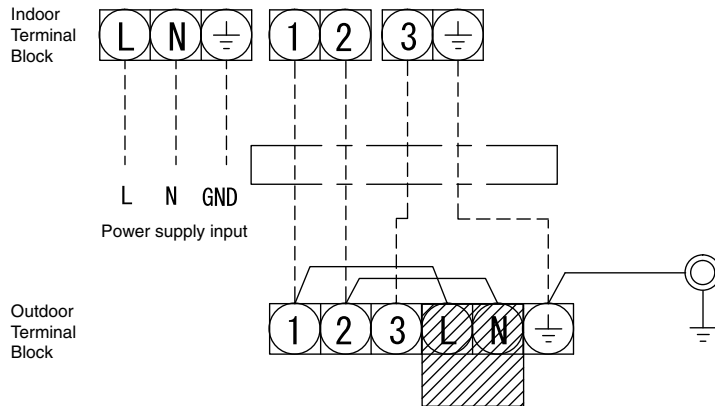 Indoor
Terminal
Block
L N 1 2 3
L N GND
Power supply input
Outdoor
Terminal
Block
1 2 3 L N